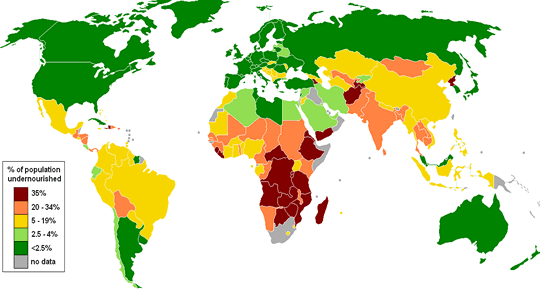 % of population
undernourished
35%
20 - 34%
5 - 19%
2.5 - 4%
<2.5%
no data